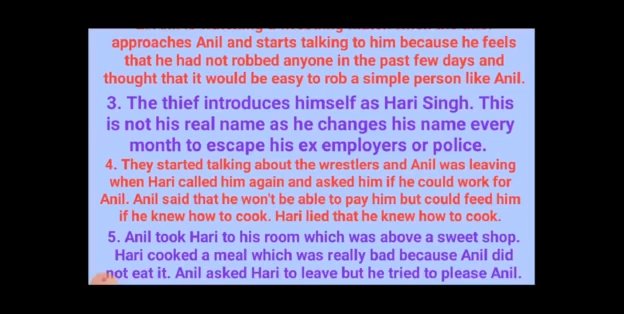 approaches Anil and starts talking to him because he feels
that he had not robbed anyone in the past few days and
thought that it would be easy to rob a simple person like Anil.
3. The thief introduces himself as Hari Singh. This
is not his real name as he changes his name every
month to escape his ex employers or police.
4. They started talking about the wrestlers and Anil was leaving
when Hari called him again and asked him if he could work for
Anil. Anil said that he won't be able to pay him but could feed him
if he knew how to cook. Hari lied that he knew how to cook.
5. Anil took Hari to his room which was above a sweet shop.
Hari cooked a meal which was really bad because Anil did
not eat it. Anil asked Hari to leave but he tried to please Anil.